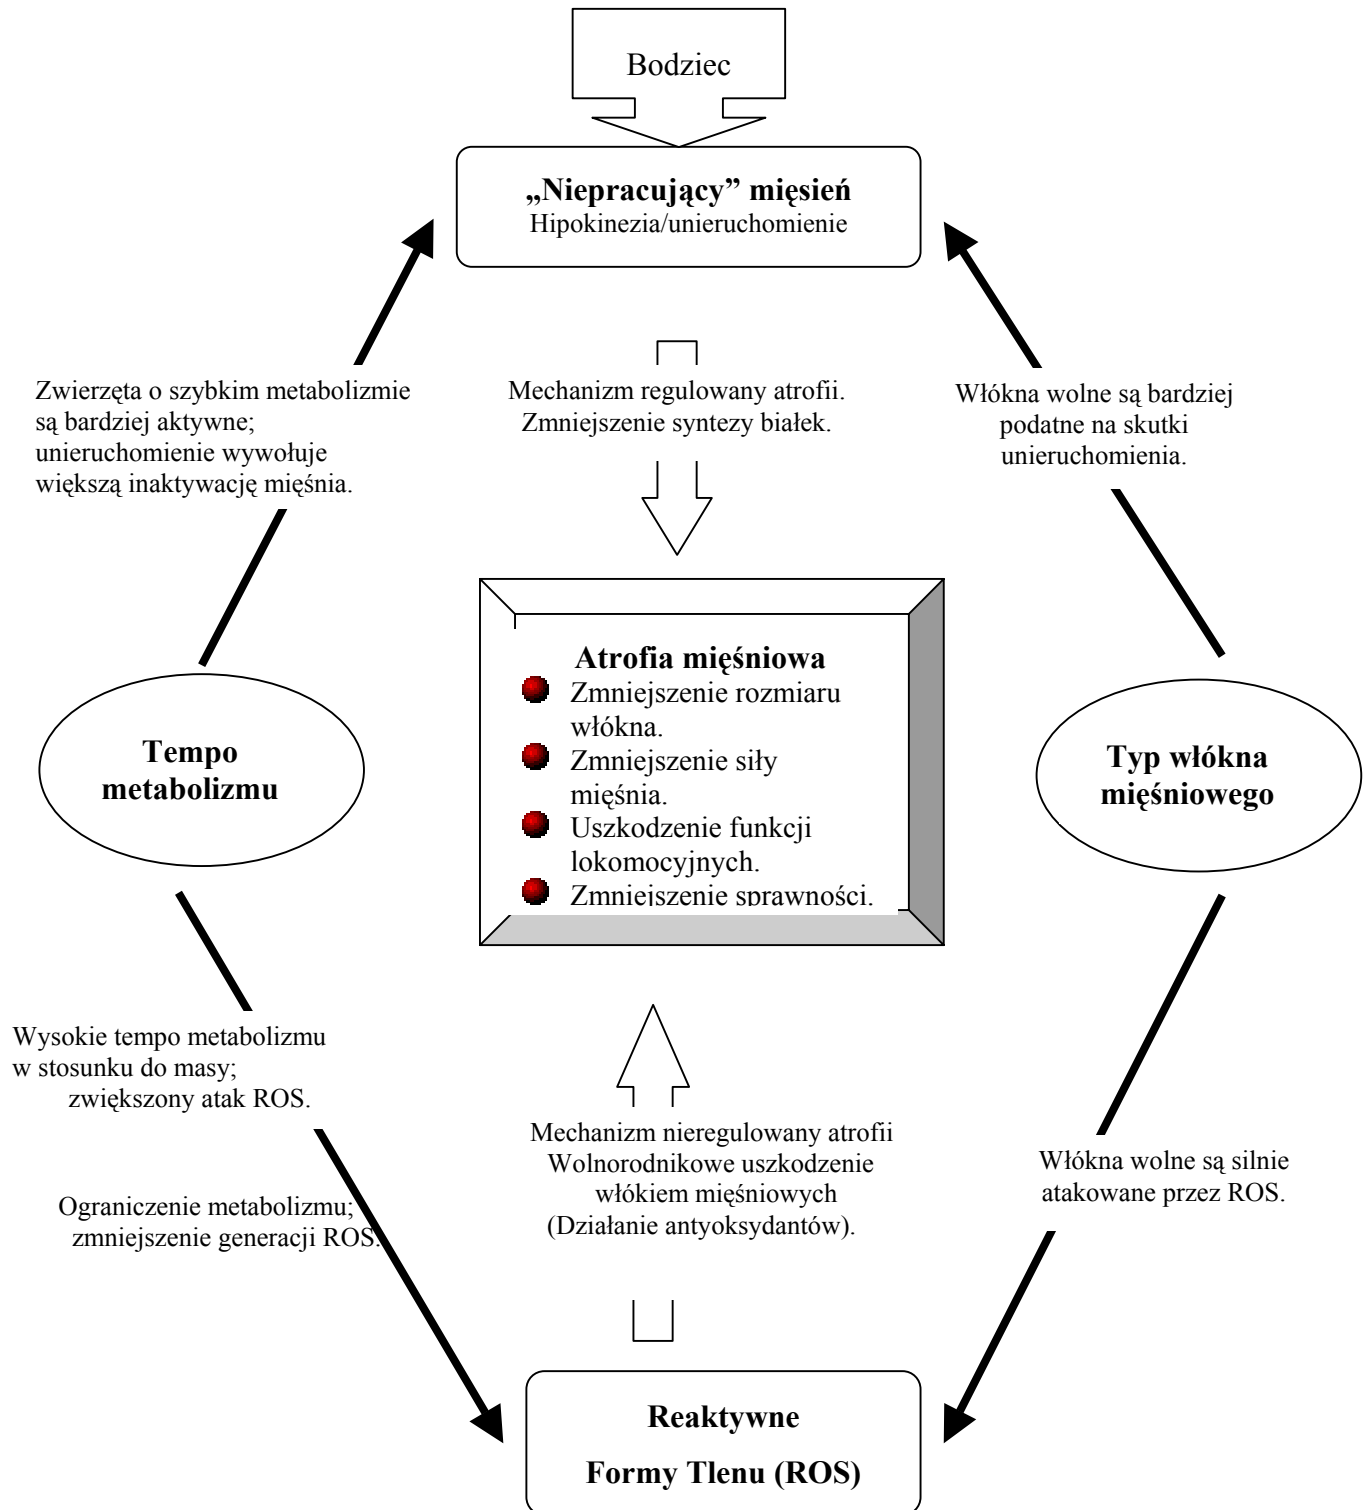 Bodziec
„Niepracujący” mięsień
Hipokinezia/unieruchomienie
Zwierzęta o szybkim metabolizmie
są bardziej aktywne;
unieruchomienie wywołuje
większą inaktywację mięśnia.
Mechanizm regulowany atrofii.
Zmniejszenie syntezy białek.
Włókna wolne są bardziej
podatne na skutki
unieruchomienia.
Atrofia mięśniowa
Zmniejszenie rozmiaru
włókna.
Zmniejszenie siły
mięśnia.
Uszkodzenie funkcji
lokomocyjnych.
Zmniejszenie sprawności.
Tempo
metabolizmu
Typ włókna
mięśniowego
Wysokie tempo metabolizmu
w stosunku do masy;
zwiększony atak ROS.
Ograniczenie metabolizmu;
zmniejszenie generacji ROS.
Mechanizm nieregulowany atrofii
Wolnorodnikowe uszkodzenie
włókiem mięśniowych
(Działanie antyoksydantów).
Włókna wolne są silnie
atakowane przez ROS.
Reaktywne
Formy Tlenu (ROS)